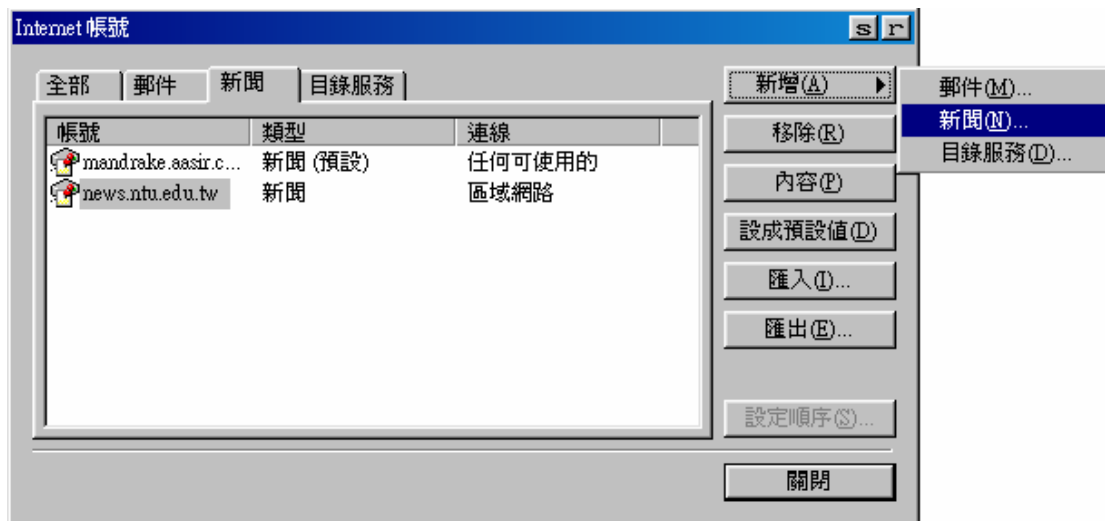 Internet 帳號 s r
全部 郵件 新聞 目錄服務
帳號 類型 連線
mandrake.aasir.c... 新聞 (預設) 任何可使用的
news.ntu.edu.tw 新聞 區域網路
新增(A)
移除(R)
內容(P)
設成預設值(D)
匯入(I)...
匯出(E)...
設定順序(S)...
關閉
郵件(M)...
新聞(N)...
目錄服務(D)...